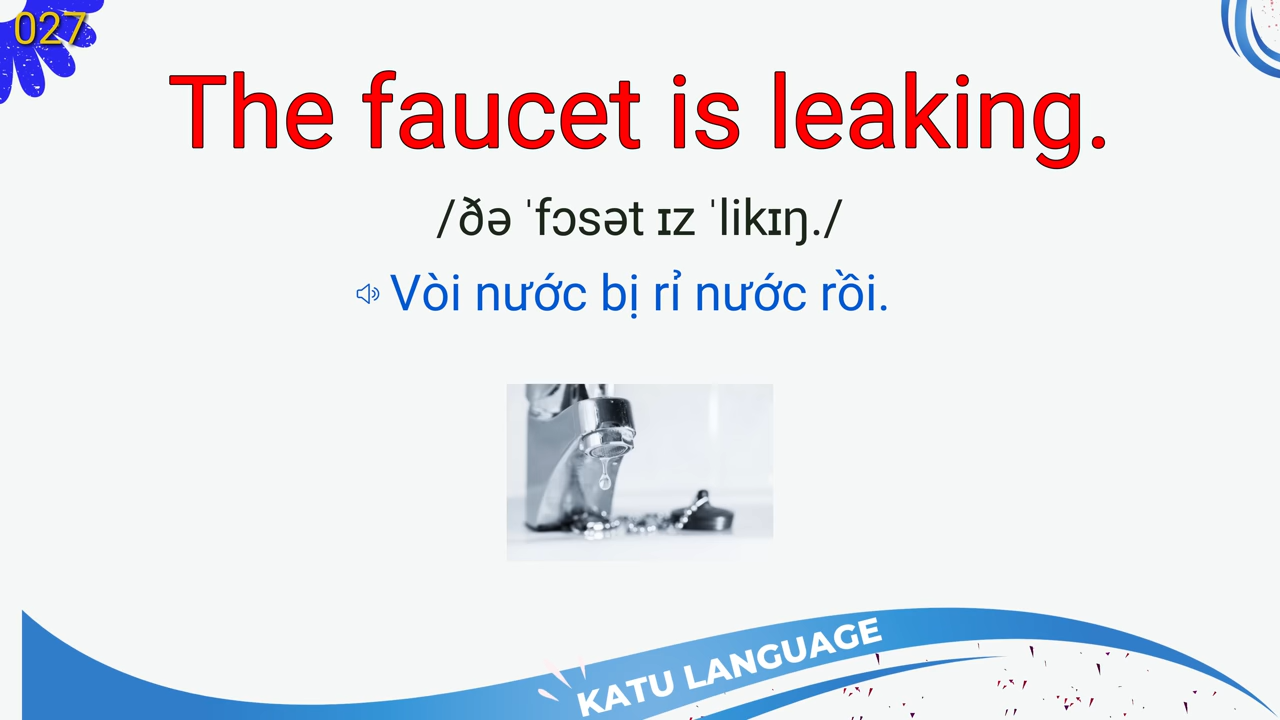 027
The faucet is leaking.
/ðə ˈfɔsət ɪz ˈlikɪŋ./
Vòi nước bị rỉ nước rồi.
KATU LANGUAGE